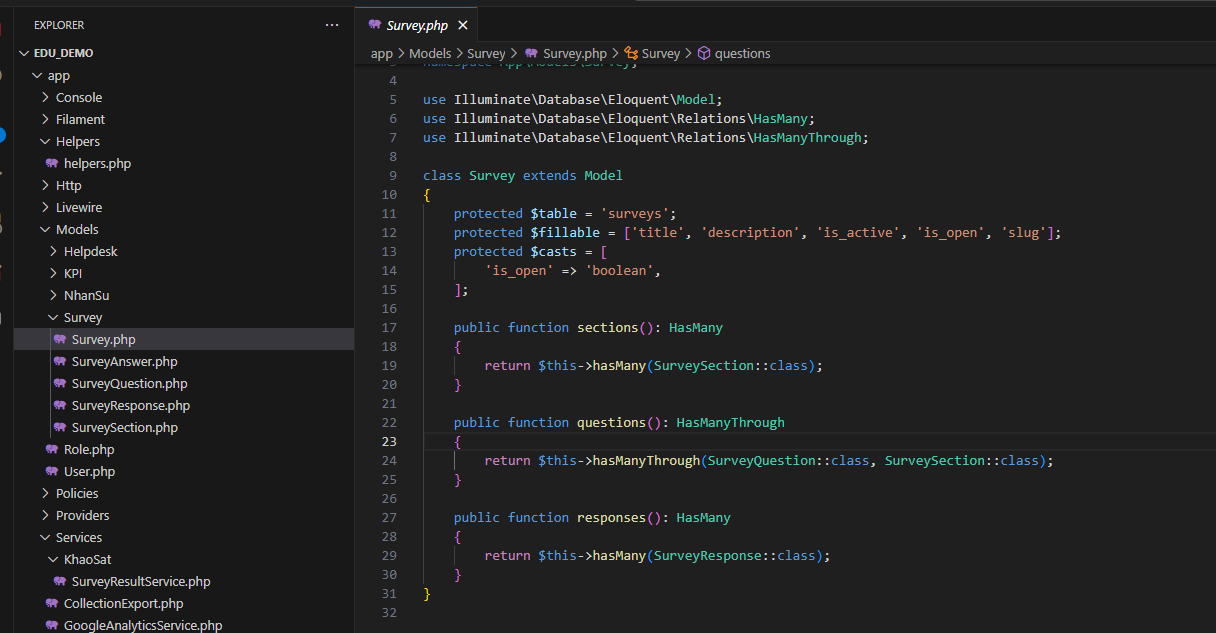 EXPLORER
EDU_DEMO
app
Console
Filament
Helpers
helpers.php
Http
Livewire
Models
Helpdesk
KPI
NhanSu
Survey
Survey.php
SurveyAnswer.php
SurveyQuestion.php
SurveyResponse.php
SurveySection.php
Role.php
User.php
Policies
Providers
Services
KhaoSat
SurveyResultService.php
CollectionExport.php
GoogleAnalyticsService.php
Survey.php
app > Models > Survey > Survey.php > Survey > questions
3 namespace App\Models\Survey;
4
5 use Illuminate\Database\Eloquent\Model;
6 use Illuminate\Database\Eloquent\Relations\HasMany;
7 use Illuminate\Database\Eloquent\Relations\HasManyThrough;
8
9 class Survey extends Model
10 {
11 protected $table = 'surveys';
12 protected $fillable = ['title', 'description', 'is_active', 'is_open', 'slug'];
13 protected $casts = [
14 'is_open' => 'boolean',
15 ];
16
17 public function sections(): HasMany
18 {
19 return $this->hasMany(SurveySection::class);
20 }
21
22 public function questions(): HasManyThrough
23 {
24 return $this->hasManyThrough(SurveyQuestion::class, SurveySection::class);
25 }
26
27 public function responses(): HasMany
28 {
29 return $this->hasMany(SurveyResponse::class);
30 }
31 }
32